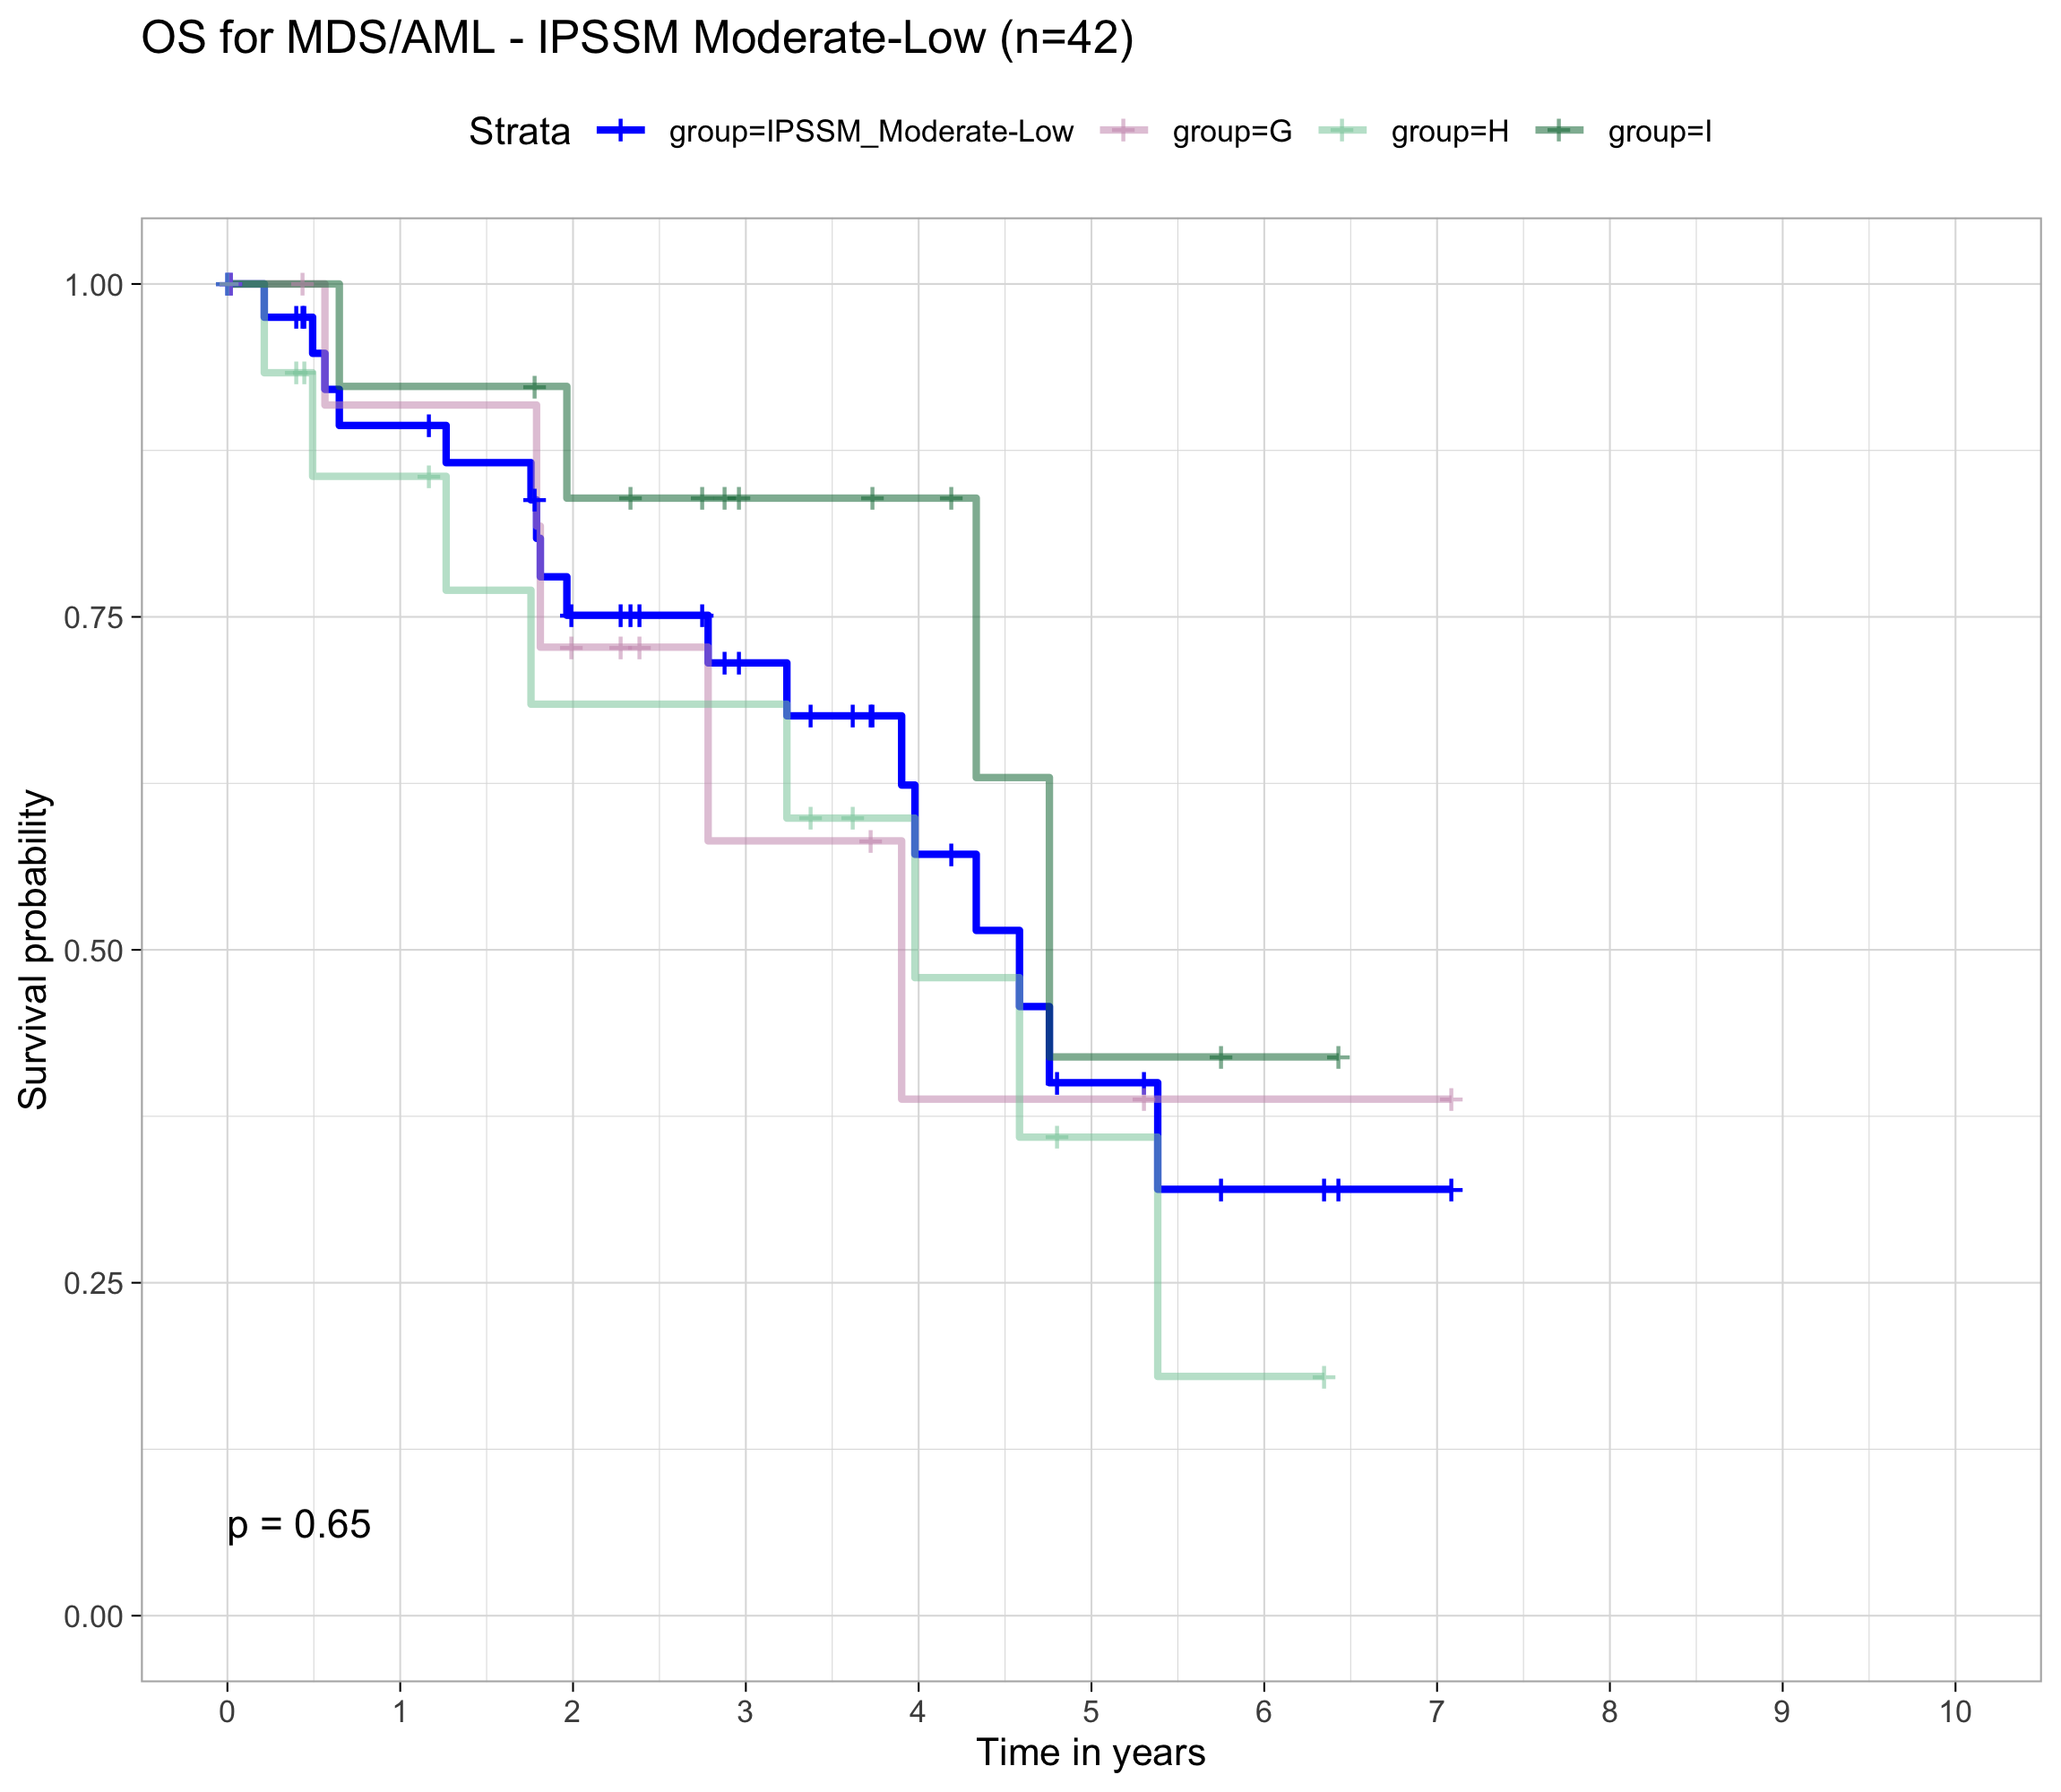 OS for MDS/AML - IPSSM Moderate-Low (n=42)
Strata group=IPSSM_Moderate-Low group=G group=H group=I
1.00
0.75
0.50
0.25
0.00
Survival probability
p = 0.65
0 1 2 3 4 5 6 7 8 9 10
Time in years